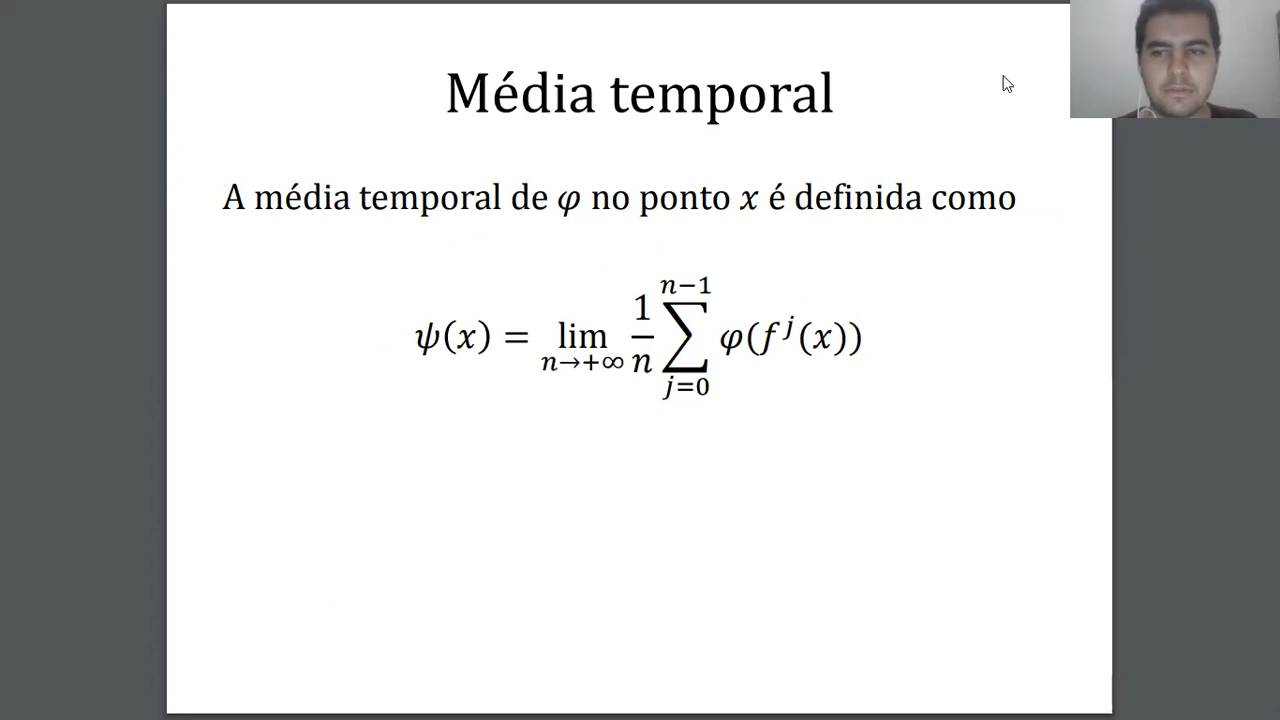 Média temporal
A média temporal de φ no ponto x é definida como
ψ(x) = lim_{n→+∞} 1/n ∑_{j=0}^{n−1} φ(f^j(x))